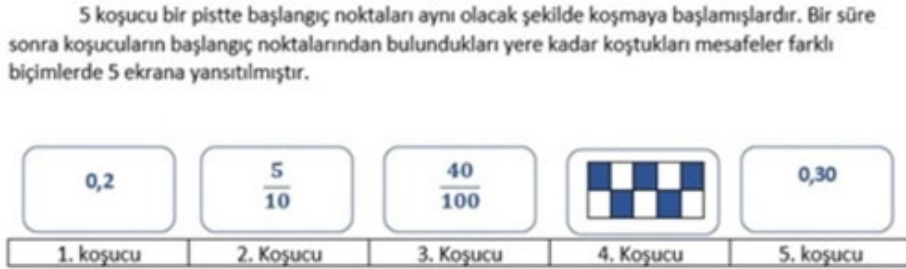 5 koşucu bir pistte başlangıç noktaları aynı olacak şekilde koşmaya başlamışlardır. Bir süre
sonra koşucuların başlangıç noktalarından bulundukları yere kadar koştukları mesafeler farklı
biçimlerde 5 ekrana yansıtılmıştır.
0,2 5/10 40/100 0,30
1. koşucu 2. Koşucu 3. Koşucu 4. Koşucu 5. koşucu